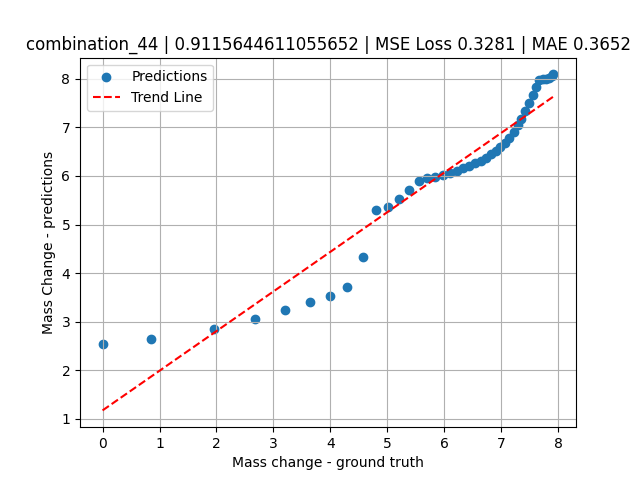 combination_44 | 0.9115644611055652 | MSE Loss 0.3281 | MAE 0.3652
Predictions
Trend Line
Mass Change - predictions
8
7
6
5
4
3
2
1
0 1 2 3 4 5 6 7 8
Mass change - ground truth